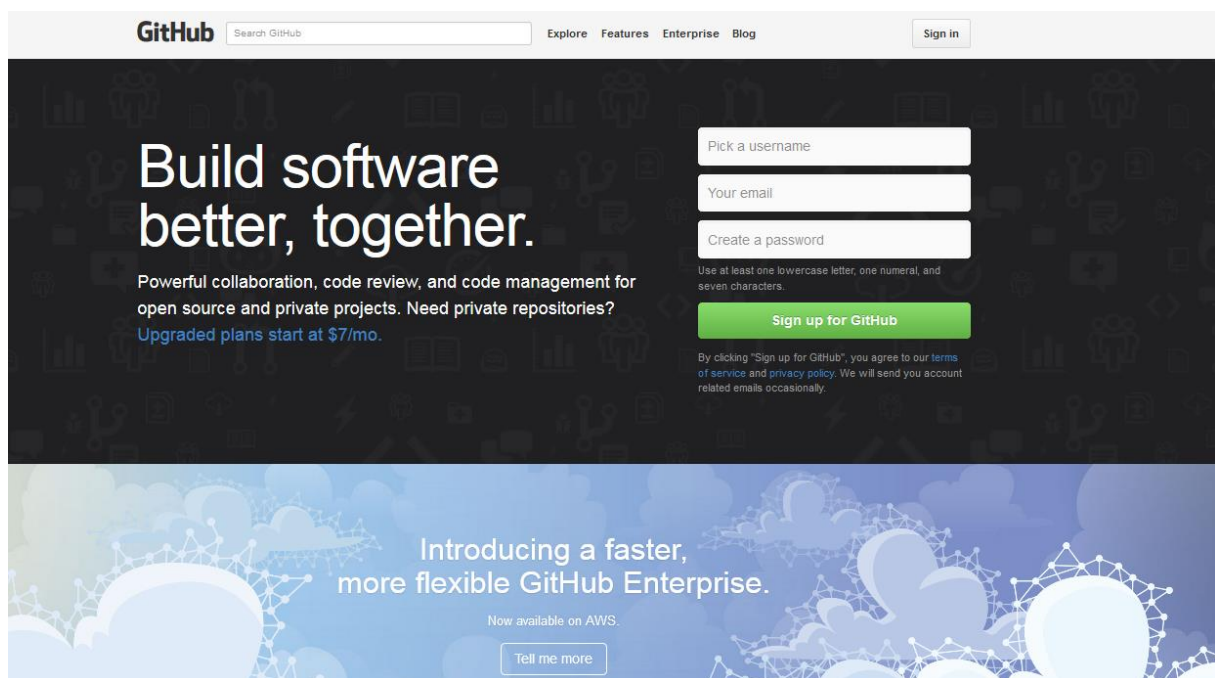 GitHub
Search GitHub
Explore Features Enterprise Blog
Sign in
Build software
better, together.
Powerful collaboration, code review, and code management for
open source and private projects. Need private repositories?
Upgraded plans start at $7/mo.
Pick a username
Your email
Create a password
Use at least one lowercase letter, one numeral, and
seven characters.
Sign up for GitHub
By clicking "Sign up for GitHub", you agree to our terms
of service and privacy policy. We will send you account
related emails occasionally.
Introducing a faster,
more flexible GitHub Enterprise.
Now available on AWS.
Tell me more